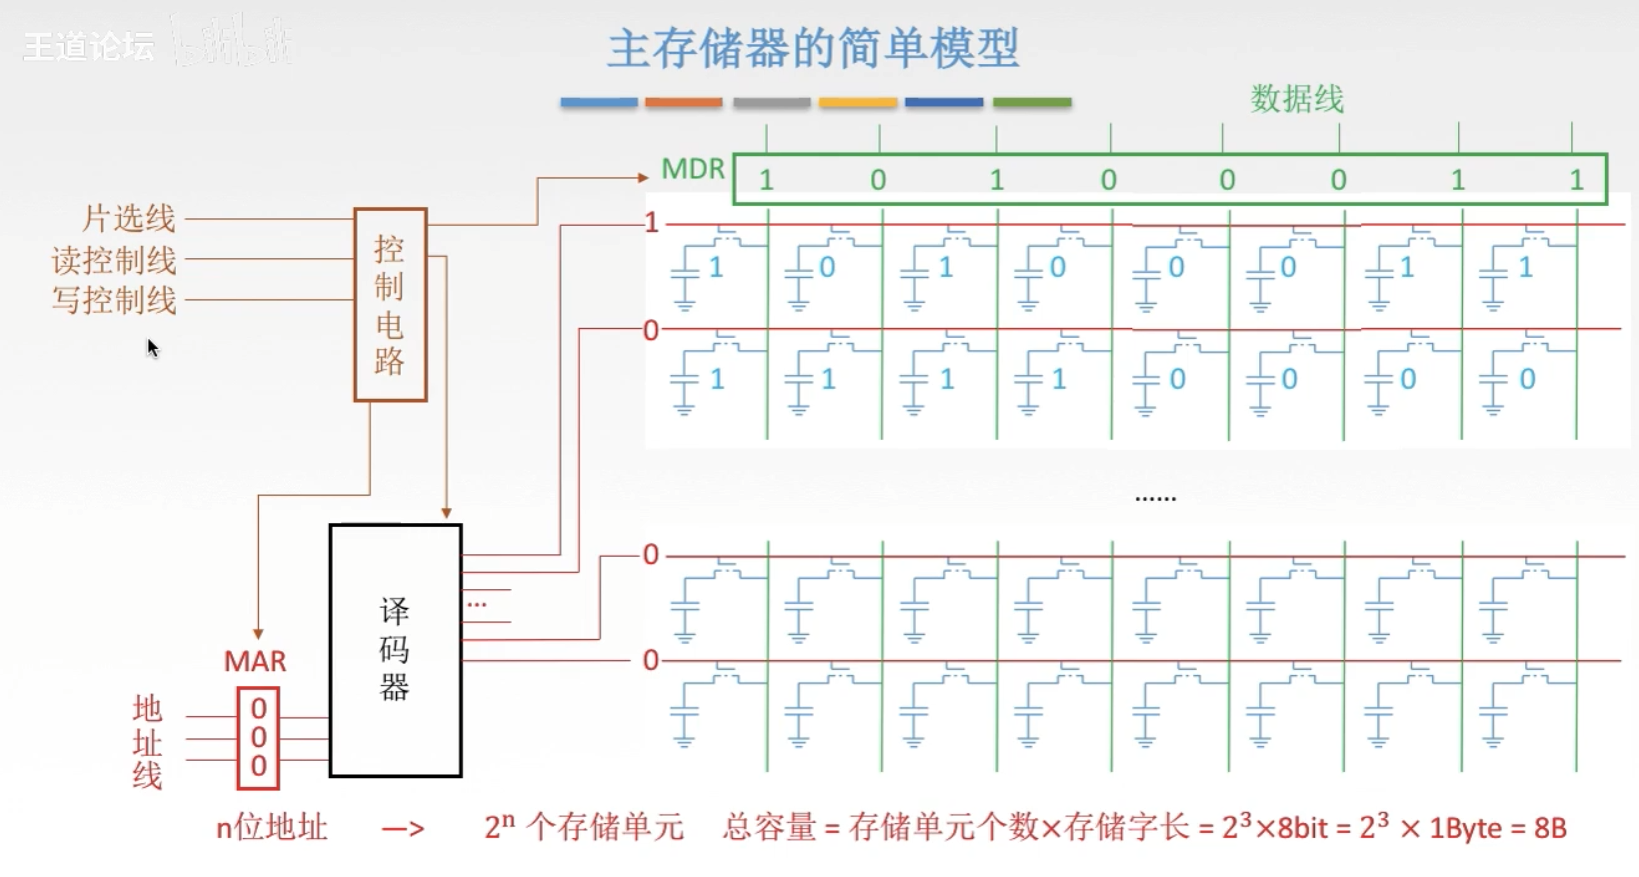 王道论坛 bilibili
主存储器的简单模型
数据线
MDR 1 0 1 0 0 0 1 1
片选线
读控制线
写控制线
控制电路
1
1 0 1 0 0 0 1 1
0
1 1 1 1 0 0 0 0
......
0
...
译码器
0
MAR
地址线
0
0
0
n位地址 —> 2ⁿ 个存储单元 总容量 = 存储单元个数×存储字长 = 2³×8bit = 2³ × 1Byte = 8B